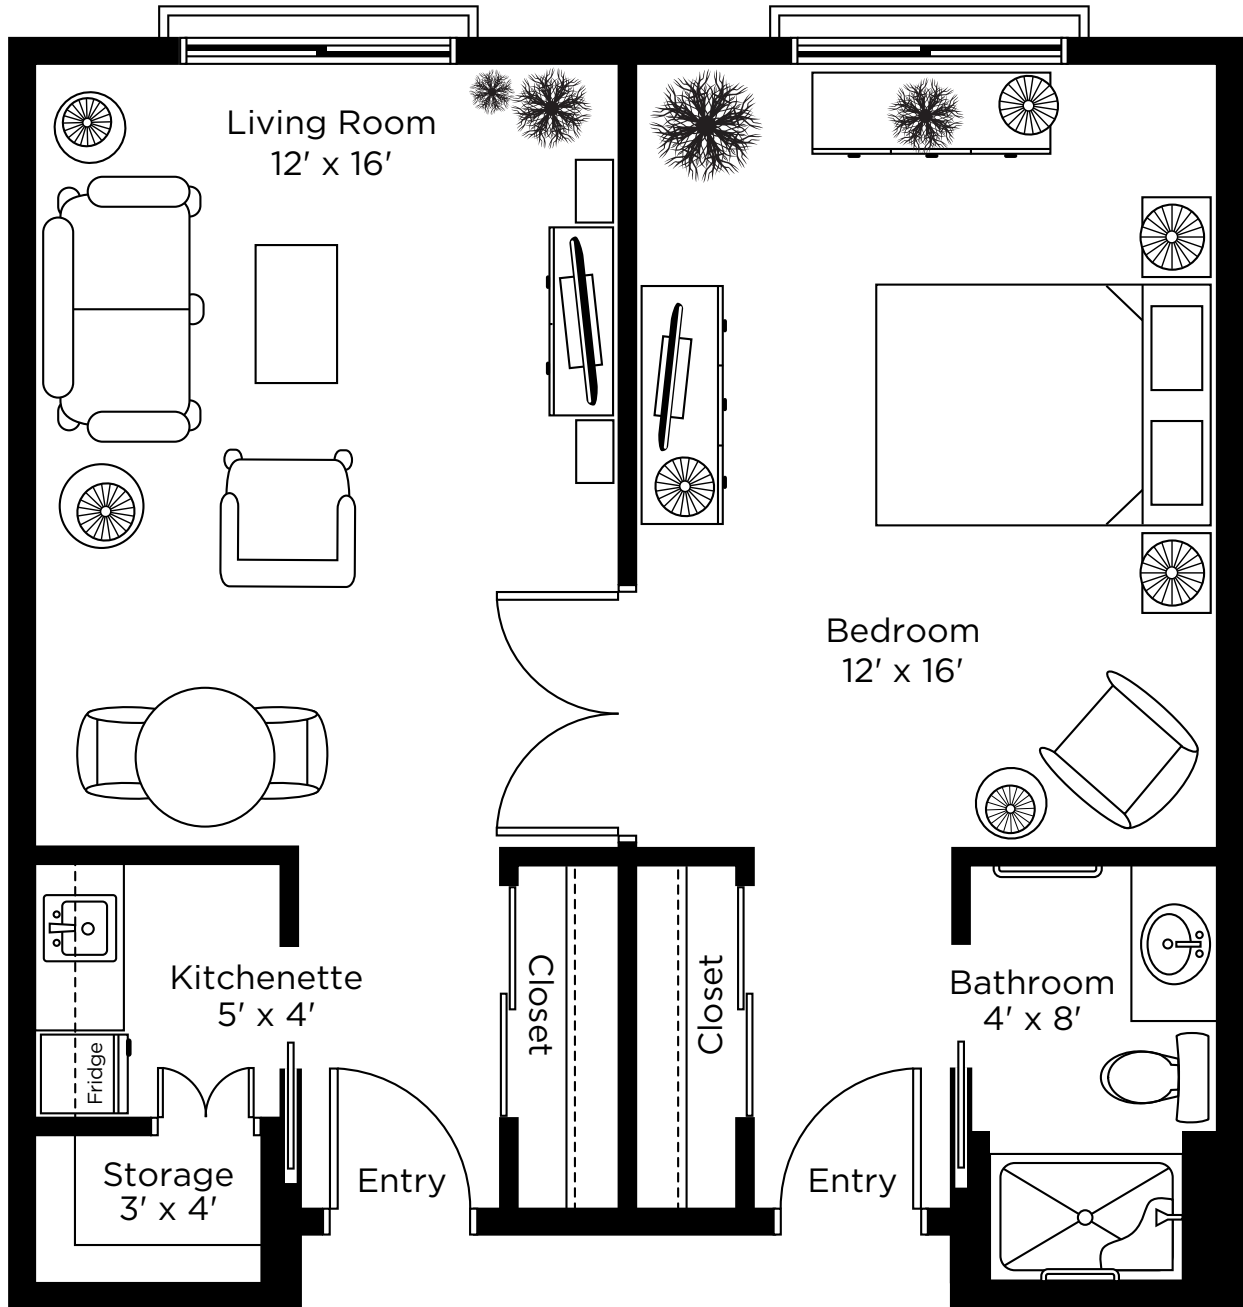 Living Room
12' x 16'
Bedroom
12' x 16'
Kitchenette
5' x 4'
Fridge
Closet
Closet
Bathroom
4' x 8'
Storage
3' x 4'
Entry
Entry